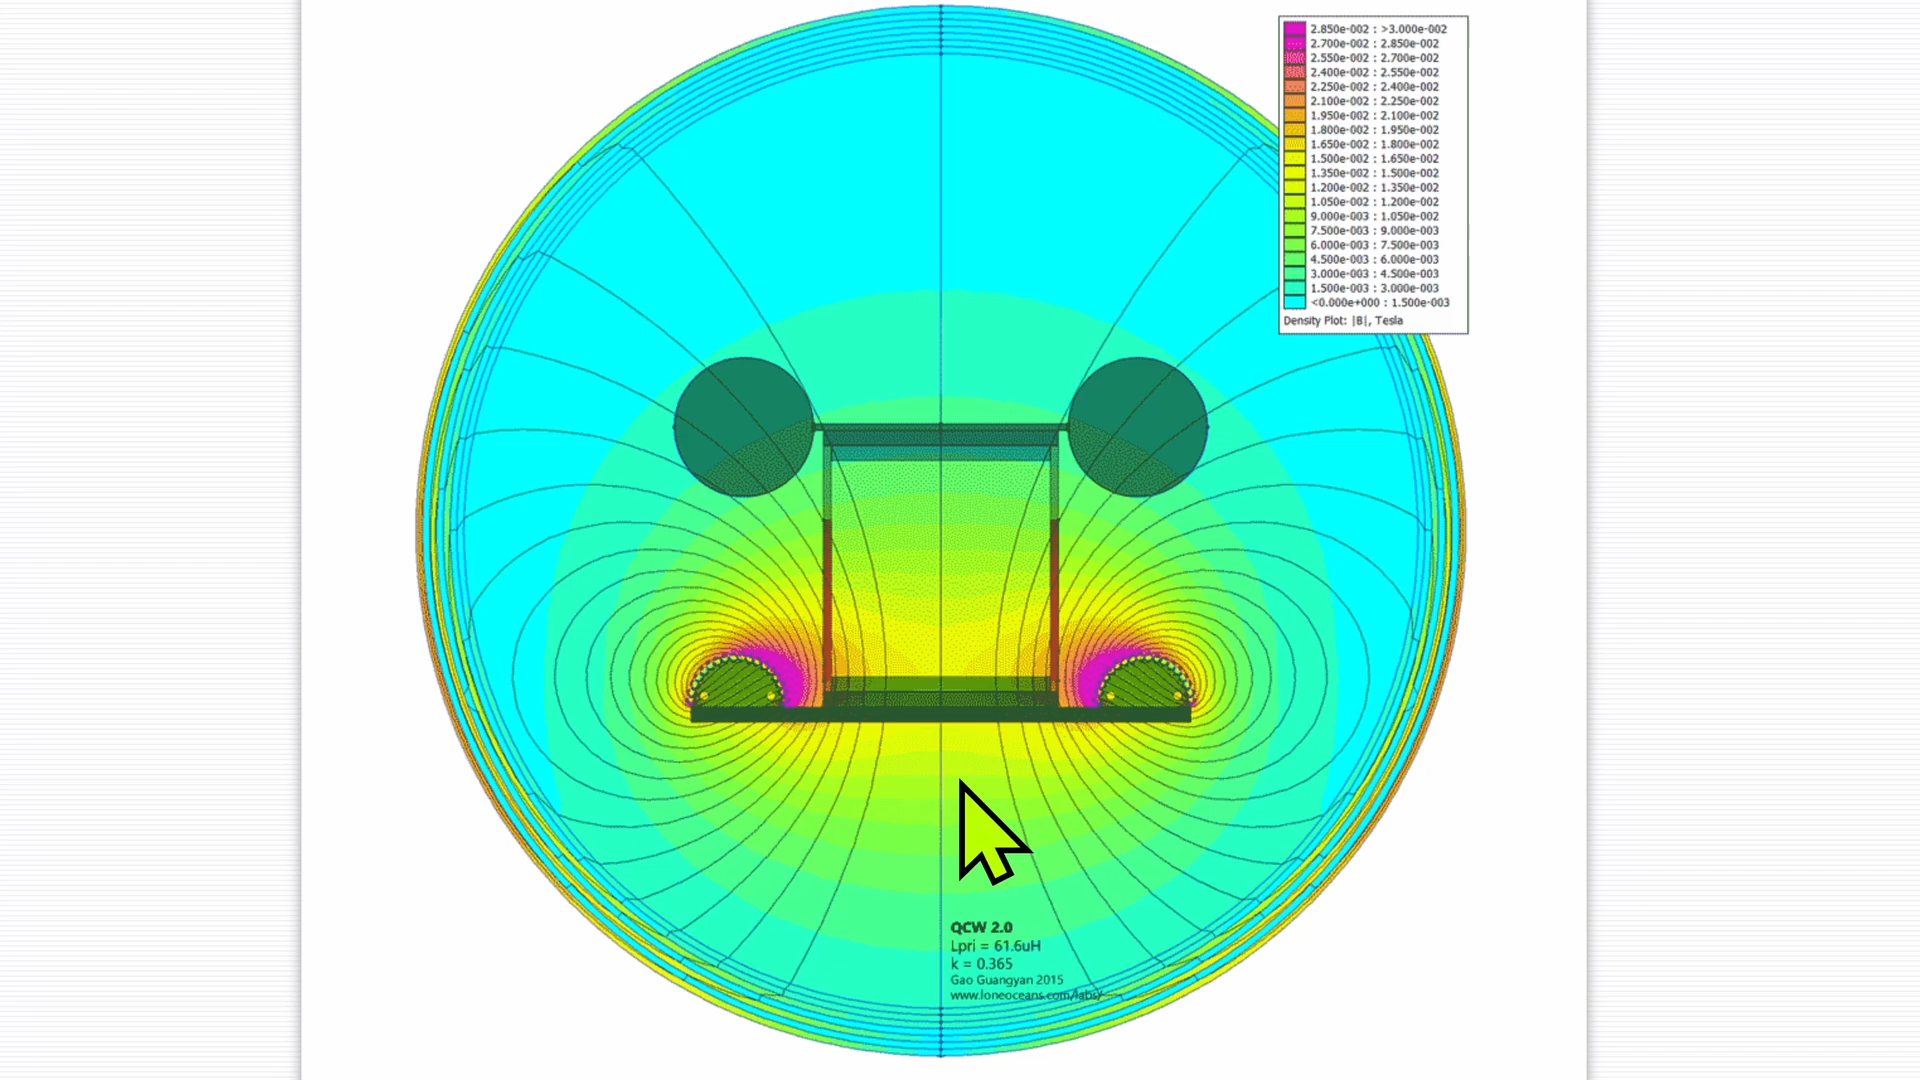 2.850e-002 : >3.000e-002
2.700e-002 : 2.850e-002
2.550e-002 : 2.700e-002
2.400e-002 : 2.550e-002
2.250e-002 : 2.400e-002
2.100e-002 : 2.250e-002
1.950e-002 : 2.100e-002
1.800e-002 : 1.950e-002
1.650e-002 : 1.800e-002
1.500e-002 : 1.650e-002
1.350e-002 : 1.500e-002
1.200e-002 : 1.350e-002
1.050e-002 : 1.200e-002
9.000e-003 : 1.050e-002
7.500e-003 : 9.000e-003
6.000e-003 : 7.500e-003
4.500e-003 : 6.000e-003
3.000e-003 : 4.500e-003
1.500e-003 : 3.000e-003
<0.000e+000 : 1.500e-003
Density Plot: |B|, Tesla
QCW 2.0
Lpri = 61.6uH
k = 0.365
Gao Guangyan 2015
www.loneoceans.com/labs/